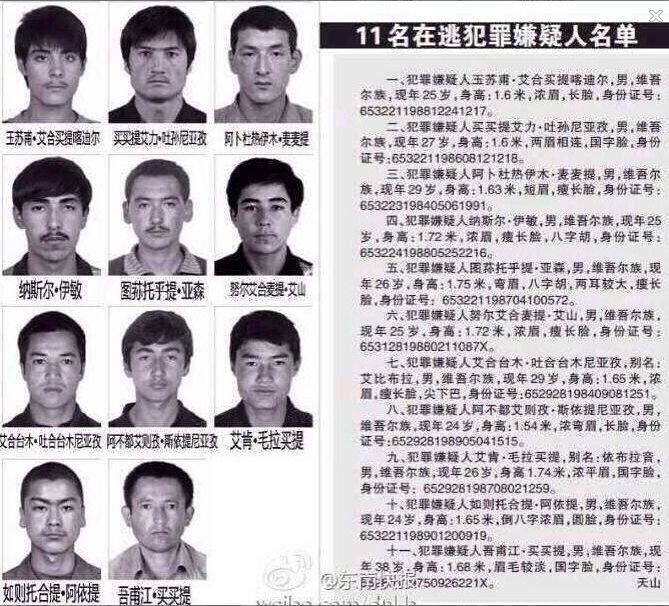 玉苏甫·艾合买提喀迪尔
买买提艾力·吐孙尼亚孜
阿卜杜热伊木·麦麦提
纳斯尔·伊敏
图荪托乎提·亚森
努尔艾合麦提·艾山
艾合台木·吐合台木尼亚孜
阿不都艾则孜·斯依提尼亚孜
艾肯·毛拉买提
如则托合提·阿依提
吾甫江·买买提
11名在逃犯罪嫌疑人名单
一、犯罪嫌疑人玉苏甫·艾合买提喀迪尔,男,维吾
尔族,现年25岁,身高:1.6米,浓眉,长脸,身份证号:
653221198812241217。
二、犯罪嫌疑人买买提艾力·吐孙尼亚孜,男,维吾
尔族,现年27岁,身高:1.6米,两眉相连,国字脸,身份
证号:653221198608121218。
三、犯罪嫌疑人阿卜杜热伊木·麦麦提,男,维吾尔
族,现年29岁,身高:1.63米,短眉,瘦长脸,身份证号:
653223198405061991。
四、犯罪嫌疑人纳斯尔·伊敏,男,维吾尔族,现年25
岁,身高:1.72米,浓眉,瘦长脸,八字胡,身份证号:
653224198805252216。
五、犯罪嫌疑人图荪托乎提·亚森,男,维吾尔族,现
年26岁,身高:1.75米,弯眉,八字胡,两耳较大,瘦长
脸,身份证号:653221198704100572。
六、犯罪嫌疑人努尔艾合麦提·艾山,男,维吾尔族,
现年25岁,身高:1.72米,浓眉,瘦长脸,身份证号:
65312819880211087X。
七、犯罪嫌疑人艾合台木·吐合台木尼亚孜,别名:
艾比布拉,男,维吾尔族,现年29岁,身高:1.65米,浓
眉,瘦长脸,尖下巴,身份证号:652928198409081251。
八、犯罪嫌疑人阿不都艾则孜·斯依提尼亚孜,男,维
吾尔族,现年24岁,身高:1.54米,浓弯眉,长脸,身份
证号:652928198905041515。
九、犯罪嫌疑人艾肯·毛拉买提,别名:依布拉音,
男,维吾尔族,现年26岁,身高1.74米,浓平眉,国字脸,
身份证号:652928198708021259。
十、犯罪嫌疑人如则托合提·阿依提,男,维吾尔族,
现年24岁,身高:1.65米,倒八字浓眉,圆脸,身份证号:
653221198901200919。
十一、犯罪嫌疑人吾甫江·买买提,男,维吾尔族,现
年38岁,身高:1.68米,眉毛较淡,国字脸,身份证
750926221X。 天山
@东南快报